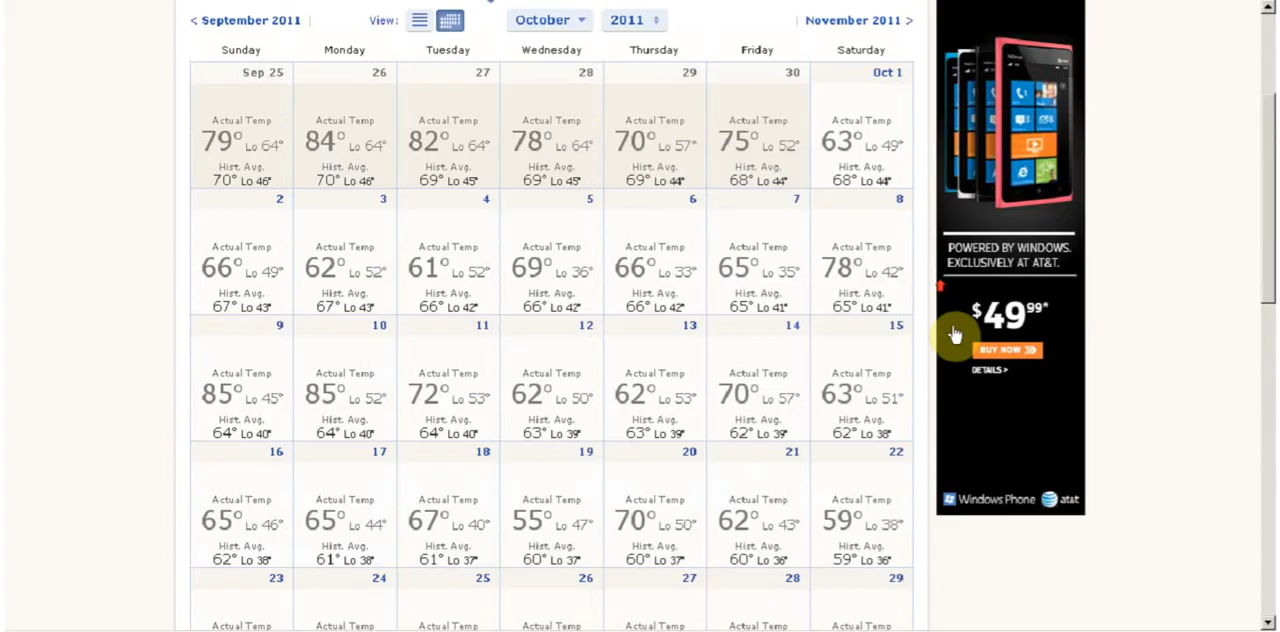 < September 2011 | View: October 2011 | November 2011 >
Sunday Monday Tuesday Wednesday Thursday Friday Saturday
Sep 25 26 27 28 29 30 Oct 1
Actual Temp Actual Temp Actual Temp Actual Temp Actual Temp Actual Temp Actual Temp
79° Lo 64° 84° Lo 64° 82° Lo 64° 78° Lo 64° 70° Lo 57° 75° Lo 52° 63° Lo 49°
Hist. Avg. Hist. Avg. Hist. Avg. Hist. Avg. Hist. Avg. Hist. Avg. Hist. Avg.
70° Lo 46° 70° Lo 46° 69° Lo 45° 69° Lo 45° 69° Lo 44° 68° Lo 44° 68° Lo 44°
2 3 4 5 6 7 8
Actual Temp Actual Temp Actual Temp Actual Temp Actual Temp Actual Temp Actual Temp
66° Lo 49° 62° Lo 52° 61° Lo 52° 69° Lo 36° 66° Lo 33° 65° Lo 35° 78° Lo 42°
Hist. Avg. Hist. Avg. Hist. Avg. Hist. Avg. Hist. Avg. Hist. Avg. Hist. Avg.
67° Lo 43° 67° Lo 43° 66° Lo 42° 66° Lo 42° 66° Lo 42° 65° Lo 41° 65° Lo 41°
9 10 11 12 13 14 15
Actual Temp Actual Temp Actual Temp Actual Temp Actual Temp Actual Temp Actual Temp
85° Lo 45° 85° Lo 52° 72° Lo 53° 62° Lo 50° 62° Lo 53° 70° Lo 57° 63° Lo 51°
Hist. Avg. Hist. Avg. Hist. Avg. Hist. Avg. Hist. Avg. Hist. Avg. Hist. Avg.
64° Lo 40° 64° Lo 40° 64° Lo 40° 63° Lo 39° 63° Lo 39° 62° Lo 39° 62° Lo 38°
16 17 18 19 20 21 22
Actual Temp Actual Temp Actual Temp Actual Temp Actual Temp Actual Temp Actual Temp
65° Lo 46° 65° Lo 44° 67° Lo 40° 55° Lo 47° 70° Lo 50° 62° Lo 43° 59° Lo 38°
Hist. Avg. Hist. Avg. Hist. Avg. Hist. Avg. Hist. Avg. Hist. Avg. Hist. Avg.
62° Lo 38° 61° Lo 38° 61° Lo 37° 60° Lo 37° 60° Lo 37° 60° Lo 36° 59° Lo 36°
23 24 25 26 27 28 29
Actual Temp Actual Temp Actual Temp Actual Temp Actual Temp Actual Temp Actual Temp
POWERED BY WINDOWS.
EXCLUSIVELY AT AT&T.
$49.99*
BUY NOW
DETAILS >
Windows Phone at&t